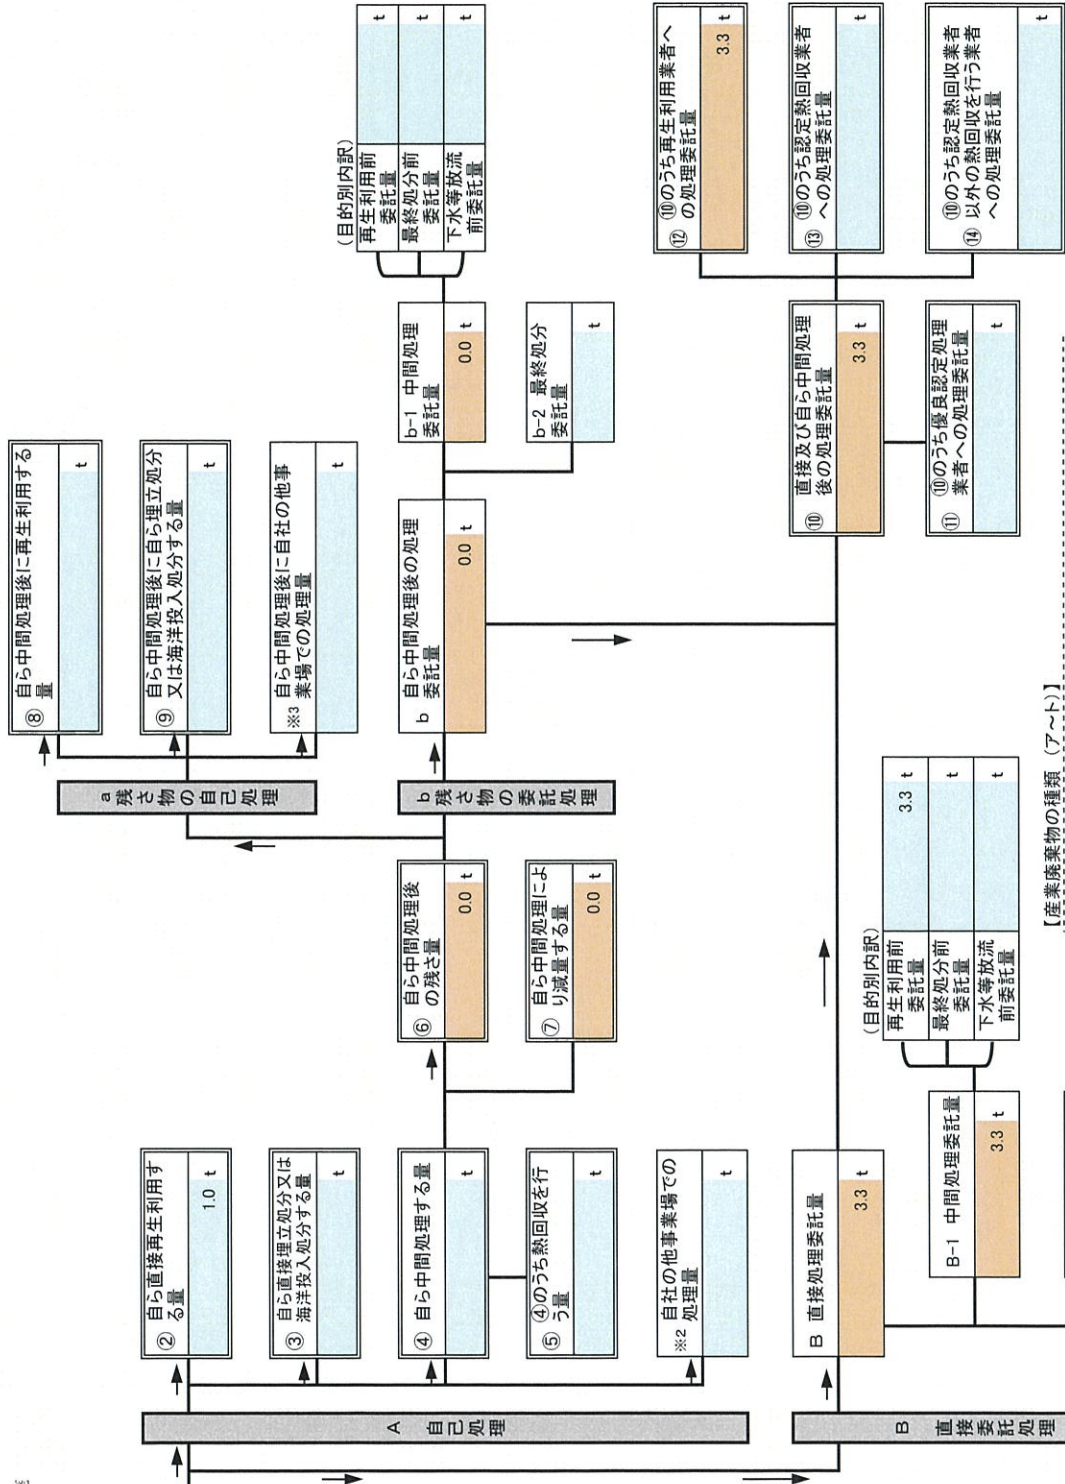 A 自己処理
② 自ら直接再生利用す
る量
1.0 t
③ 自ら直接埋立処分又は
海洋投入処分する量
t
④ 自ら中間処理する量
t
⑤ ④のうち熱回収を行
う量
t
※2 自社の他事業場での
処理量
t
⑥ 自ら中間処理後
の残さ量
0.0 t
⑦ 自ら中間処理によ
り減量する量
0.0 t
a 残さ物の自己処理
⑧ 自ら中間処理後に再生利用する
量
t
⑨ 自ら中間処理後に自ら埋立処分
又は海洋投入処分する量
t
※3 自ら中間処理後に自社の他事
業場での処理量
t
b 残さ物の委託処理
b 自ら中間処理後の処理
委託量
0.0 t
b-1 中間処理
委託量
0.0 t
b-2 最終処分
委託量
t
(目的別内訳)
再生利用前
委託量
t
最終処分前
委託量
t
下水等放流
前委託量
t
B 直接委託処理
B 直接処理委託量
3.3 t
B-1 中間処理委託量
3.3 t
(目的別内訳)
再生利用前
委託量
3.3 t
最終処分前
委託量
t
下水等放流
前委託量
t
⑩ 直接及び自ら中間処理
後の処理委託量
3.3 t
⑪ ⑩のうち優良認定処理
業者への処理委託量
t
⑫ ⑩のうち再生利用業者へ
の処理委託量
3.3 t
⑬ ⑩のうち認定熱回収業者
への処理委託量
t
⑭ ⑩のうち認定熱回収業者
以外の熱回収を行う業者
への処理委託量
t
【産業廃棄物の種類（ア～ト）】